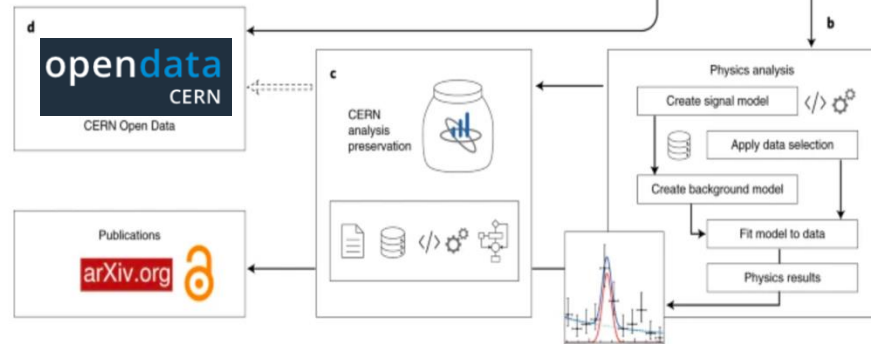 d
opendata
CERN
CERN Open Data
c
CERN
analysis
preservation
</>
b
Physics analysis
Create signal model
</>
Apply data selection
Create background model
Fit model to data
Physics results
Publications
arXiv.org